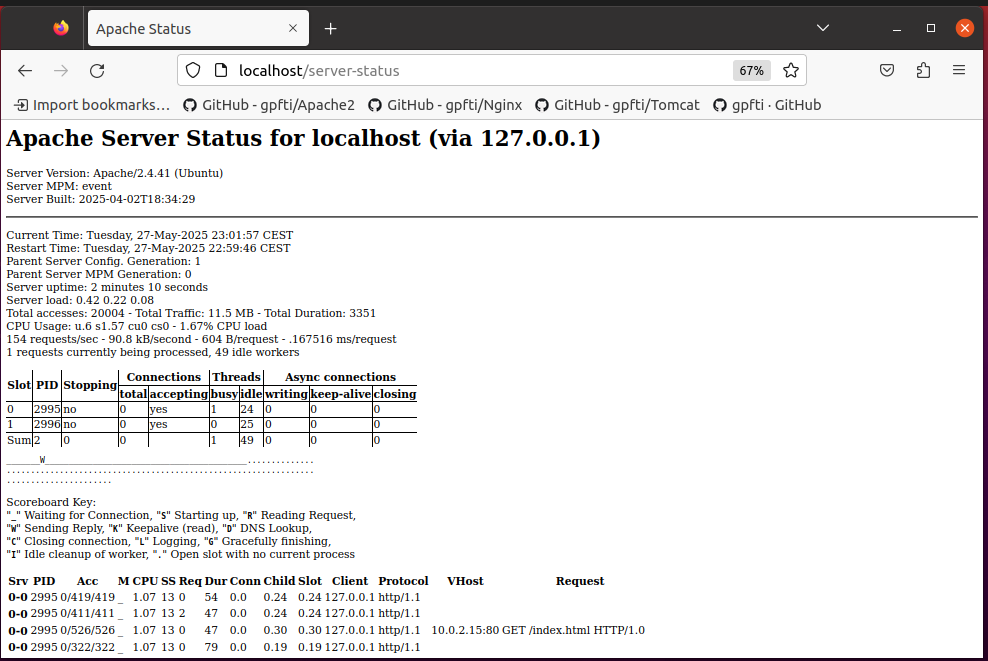 Apache Status
localhost/server-status
67%
Import bookmarks... GitHub - gpfti/Apache2 GitHub - gpfti/Nginx GitHub - gpfti/Tomcat gpfti · GitHub
Apache Server Status for localhost (via 127.0.0.1)
Server Version: Apache/2.4.41 (Ubuntu)
Server MPM: event
Server Built: 2025-04-02T18:34:29
Current Time: Tuesday, 27-May-2025 23:01:57 CEST
Restart Time: Tuesday, 27-May-2025 22:59:46 CEST
Parent Server Config. Generation: 1
Parent Server MPM Generation: 0
Server uptime: 2 minutes 10 seconds
Server load: 0.42 0.22 0.08
Total accesses: 20004 - Total Traffic: 11.5 MB - Total Duration: 3351
CPU Usage: u.6 s1.57 cu0 cs0 - 1.67% CPU load
154 requests/sec - 90.8 kB/second - 604 B/request - .167516 ms/request
1 requests currently being processed, 49 idle workers
Slot PID Stopping Connections Threads Async connections
total accepting busy idle writing keep-alive closing
0 2995 no 0 yes 1 24 0 0 0
1 2996 no 0 yes 0 25 0 0 0
Sum 2 0 0 1 49 0 0 0
______W___________________________________________..............
................................................................
......................
Scoreboard Key:
"_" Waiting for Connection, "S" Starting up, "R" Reading Request,
"W" Sending Reply, "K" Keepalive (read), "D" DNS Lookup,
"C" Closing connection, "L" Logging, "G" Gracefully finishing,
"I" Idle cleanup of worker, "." Open slot with no current process
Srv PID Acc M CPU SS Req Dur Conn Child Slot Client Protocol VHost Request
0-0 2995 0/419/419 _ 1.07 13 0 54 0.0 0.24 0.24 127.0.0.1 http/1.1
0-0 2995 0/411/411 _ 1.07 13 2 47 0.0 0.24 0.24 127.0.0.1 http/1.1
0-0 2995 0/526/526 _ 1.07 13 0 47 0.0 0.30 0.30 127.0.0.1 http/1.1 10.0.2.15:80 GET /index.html HTTP/1.0
0-0 2995 0/322/322 _ 1.07 13 0 79 0.0 0.19 0.19 127.0.0.1 http/1.1